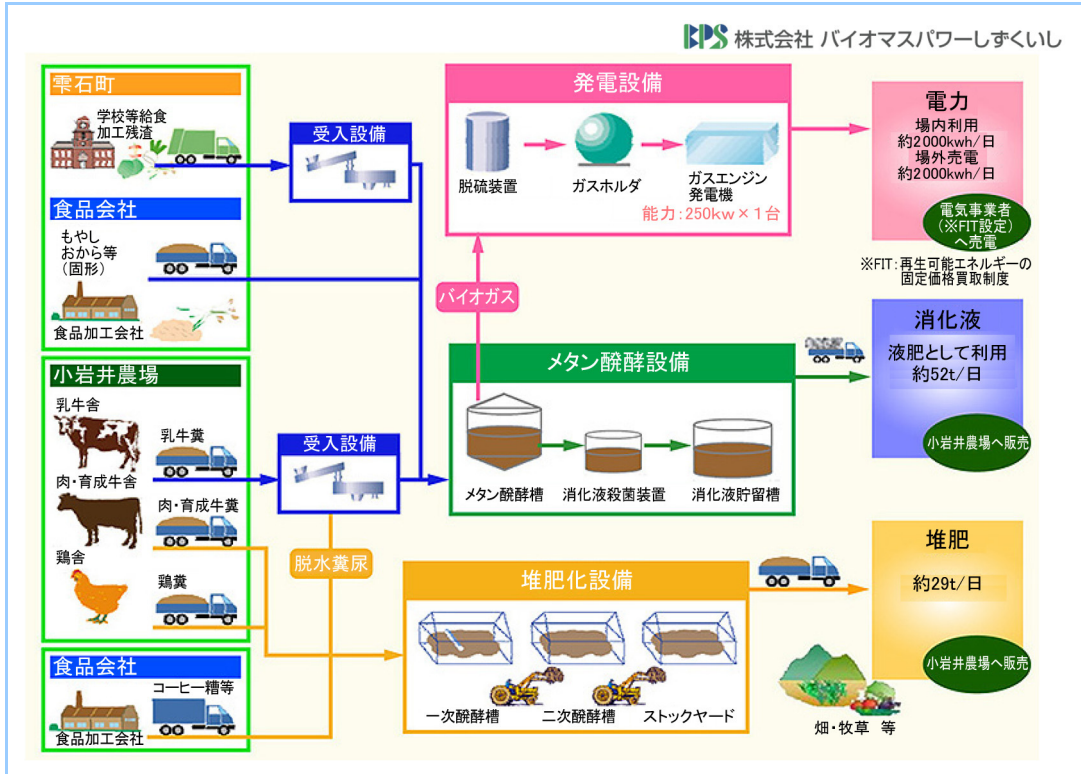 BPS 株式会社 バイオマスパワーしずくいし
雫石町
学校等給食
加工残渣
食品会社
もやし
おから等
(固形)
食品加工会社
受入設備
小岩井農場
乳牛舎
乳牛糞
肉・育成牛舎
肉・育成牛糞
鶏舎
鶏糞
受入設備
脱水糞尿
食品会社
コーヒー糟等
食品加工会社
発電設備
脱硫装置
ガスホルダ
ガスエンジン
発電機
能力:250kw×1台
バイオガス
メタン醗酵設備
メタン醗酵槽
消化液殺菌装置
消化液貯留槽
堆肥化設備
一次醗酵槽
二次醗酵槽
ストックヤード
電力
場内利用
約2000kwh/日
場外売電
約2000kwh/日
電気事業者
(※FIT設定)
へ売電
※FIT:再生可能エネルギーの
固定価格買取制度
消化液
液肥として利用
約52t/日
小岩井農場へ販売
堆肥
約29t/日
小岩井農場へ販売
畑・牧草 等